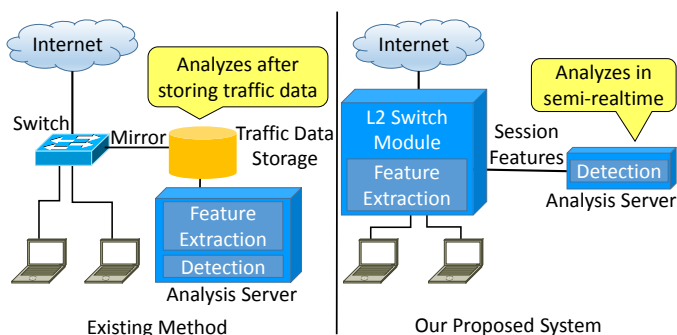 Internet
Analyzes after
storing traffic data
Switch
Mirror
Traffic Data
Storage
Feature
Extraction
Detection
Analysis Server
Existing Method
Internet
Analyzes in
semi-realtime
L2 Switch
Module
Feature
Extraction
Session
Features
Detection
Analysis Server
Our Proposed System